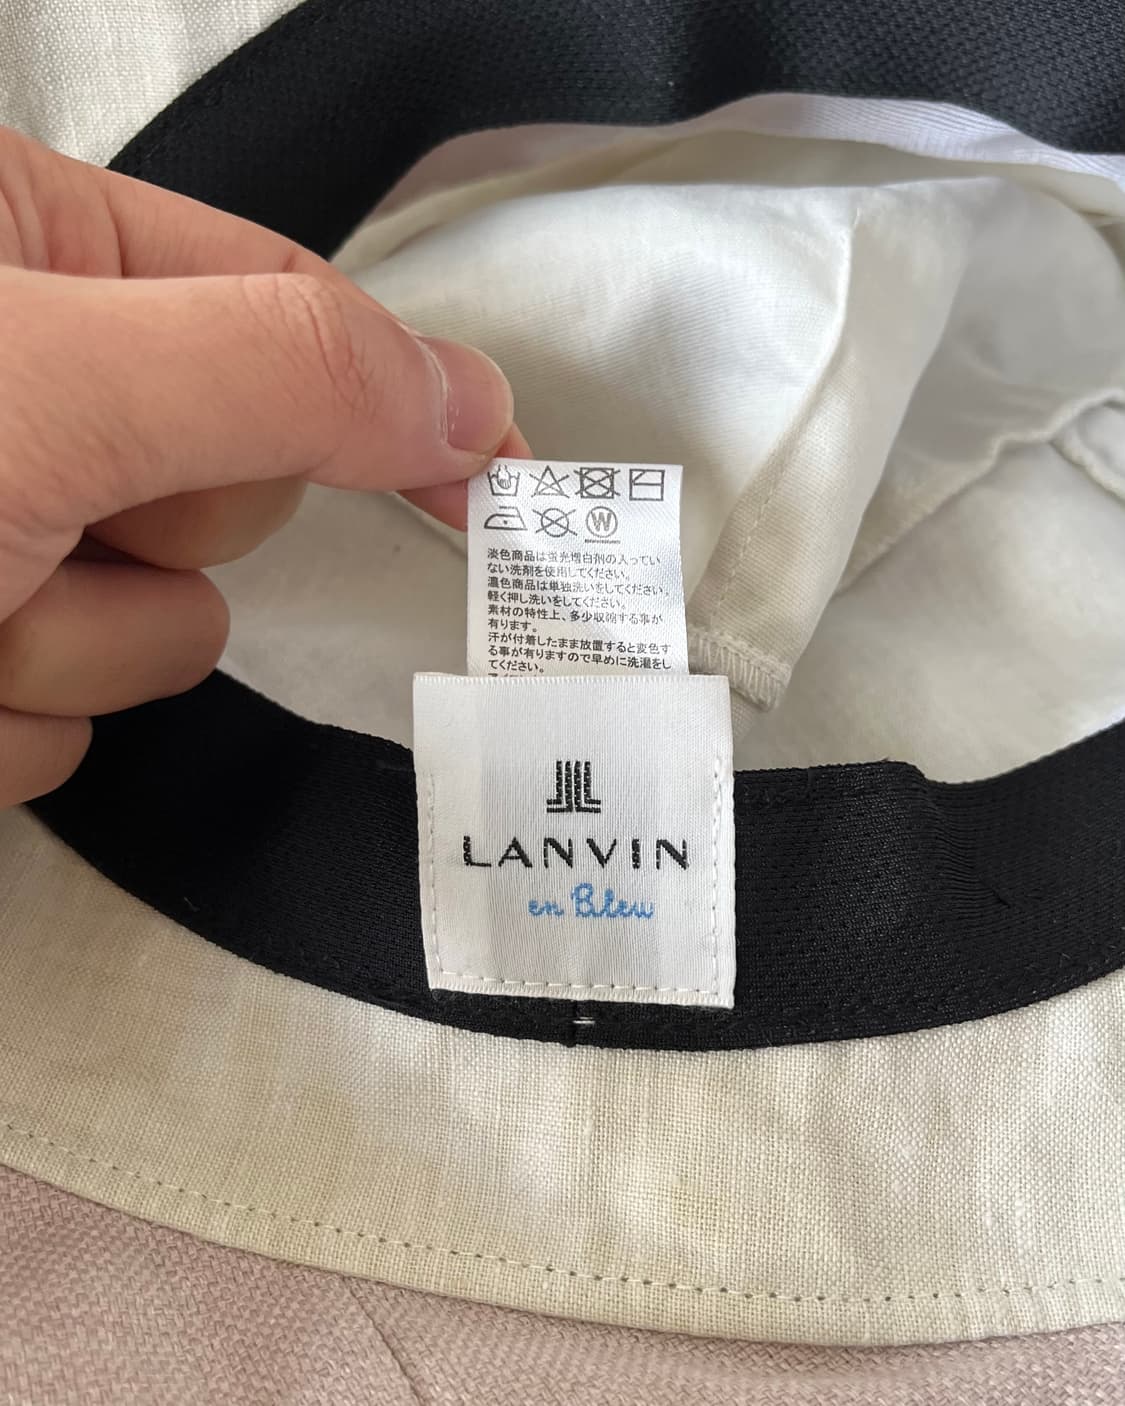 W
淡色商品は蛍光増白剤の入ってい
ない洗剤を使用してください。
濃色商品は単独洗いをしてください。
軽く押し洗いをしてください。
素材の特性上、多少収縮する事が
有ります。
汗が付着したまま放置すると変色す
る事が有りますので早めに洗濯をし
てください。
LANVIN
en Bleu